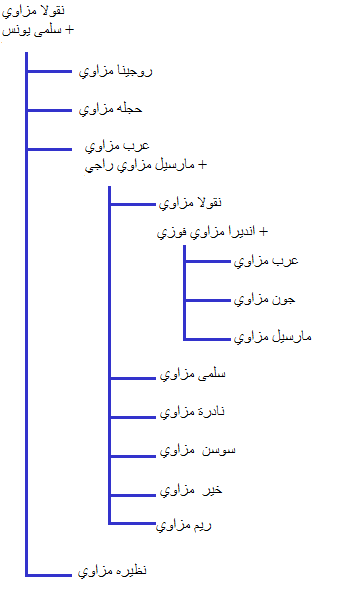 نقولا مزاوي
+ سلمى يونس
روجينا مزاوي
حجله مزاوي
عرب مزاوي
+ مارسيل مزاوي راجي
نقولا مزاوي
+ انديرا مزاوي فوزي
عرب مزاوي
جون مزاوي
مارسيل مزاوي
سلمى مزاوي
نادرة مزاوي
سوسن مزاوي
خير مزاوي
ريم مزاوي
نظيره مزاوي